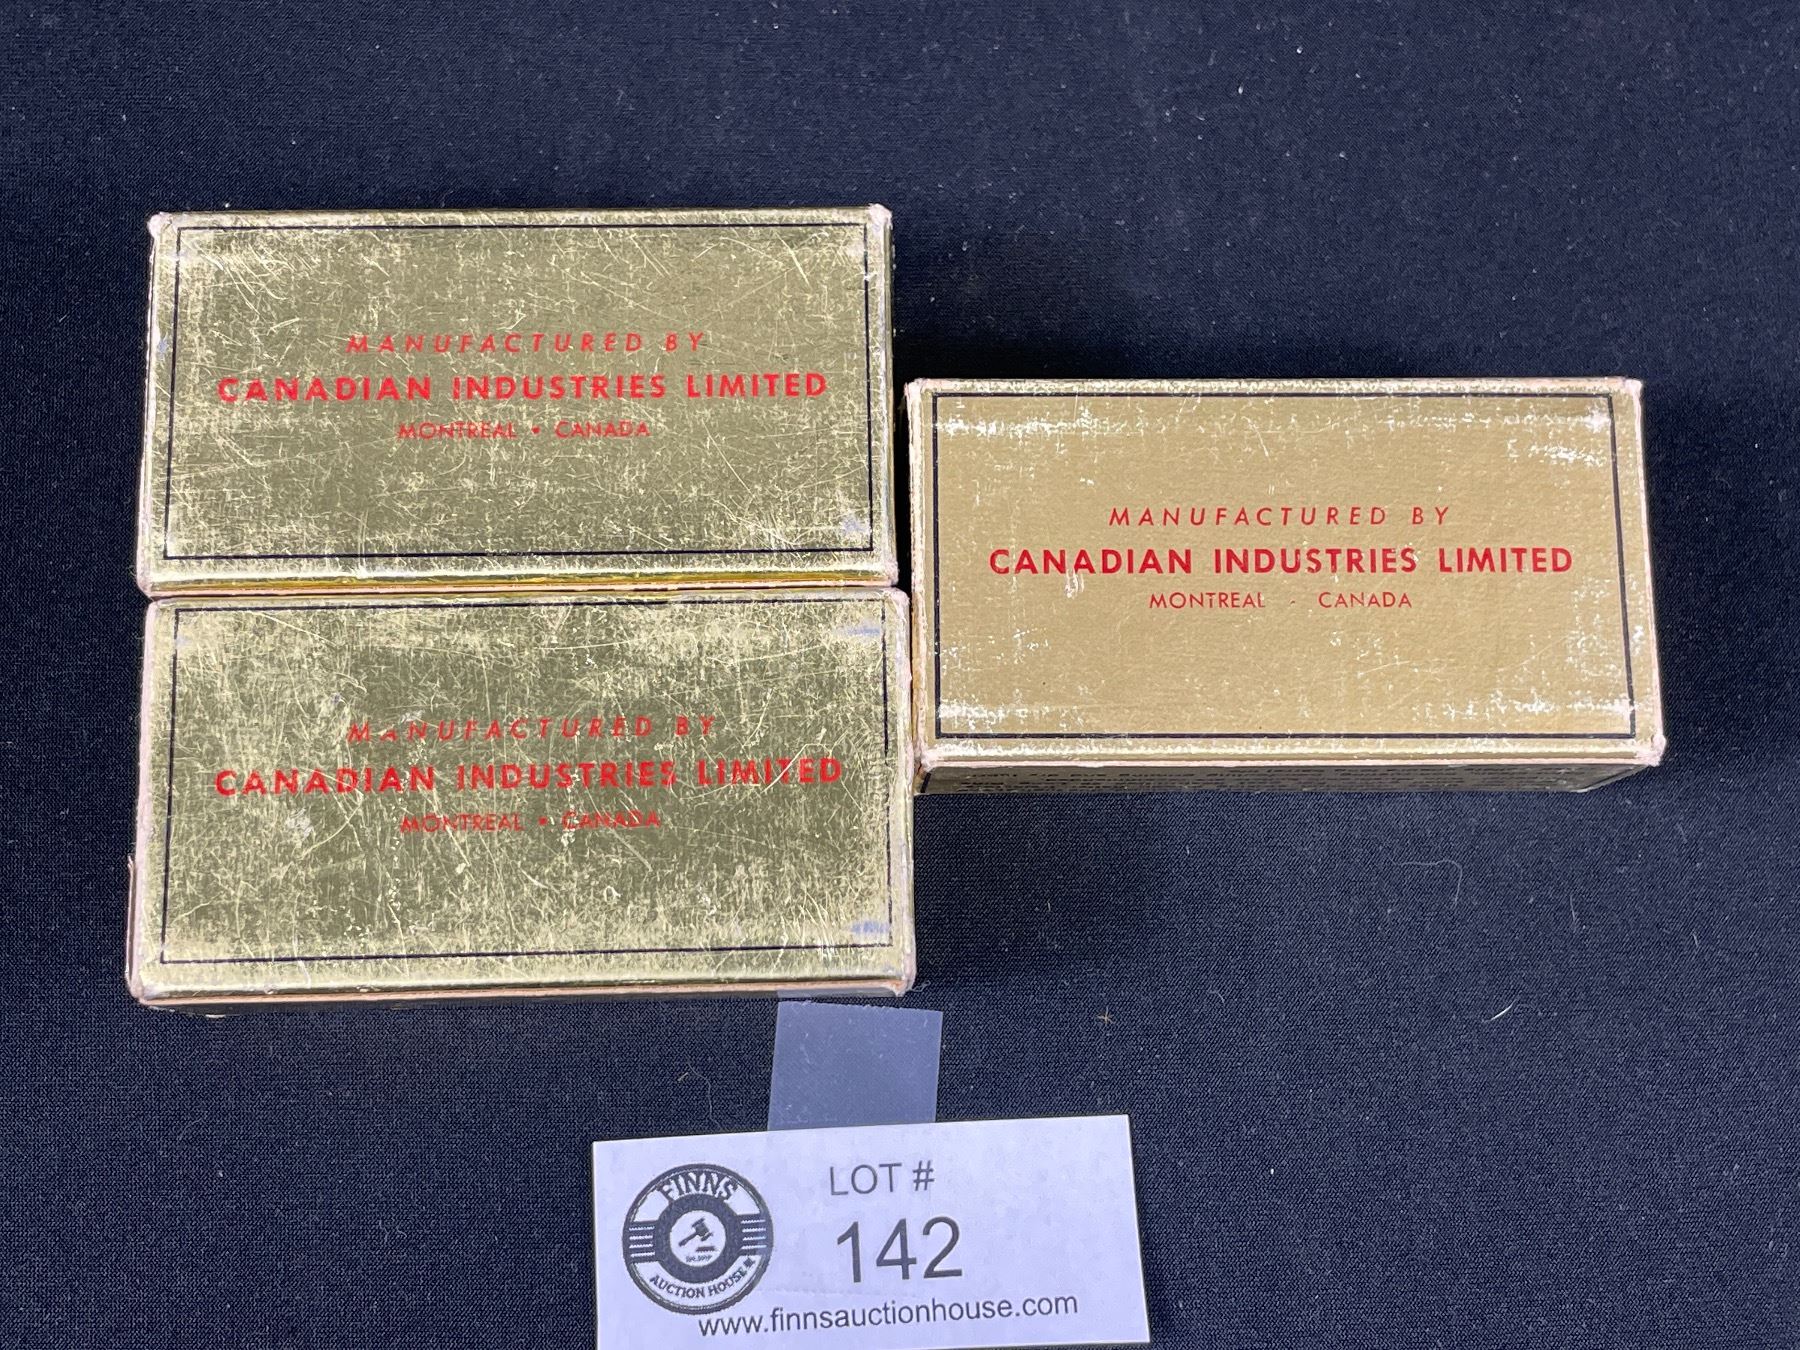 MANUFACTURED BY
CANADIAN INDUSTRIES LIMITED
MONTREAL • CANADA
MANUFACTURED BY
CANADIAN INDUSTRIES LIMITED
MONTREAL • CANADA
MANUFACTURED BY
CANADIAN INDUSTRIES LIMITED
MONTREAL - CANADA
FINNS
AUCTION HOUSE
LOT #
142
www.finnsauctionhouse.com